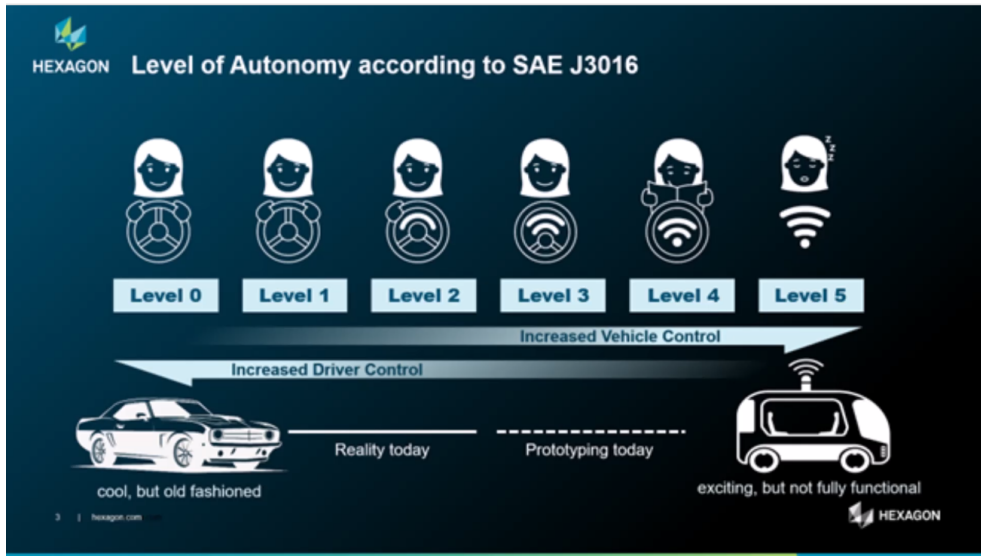 HEXAGON
Level of Autonomy according to SAE J3016
z
z
z
Level 0
Level 1
Level 2
Level 3
Level 4
Level 5
Increased Vehicle Control
Increased Driver Control
Reality today
Prototyping today
cool, but old fashioned
exciting, but not fully functional
3 | hexagon.com
HEXAGON